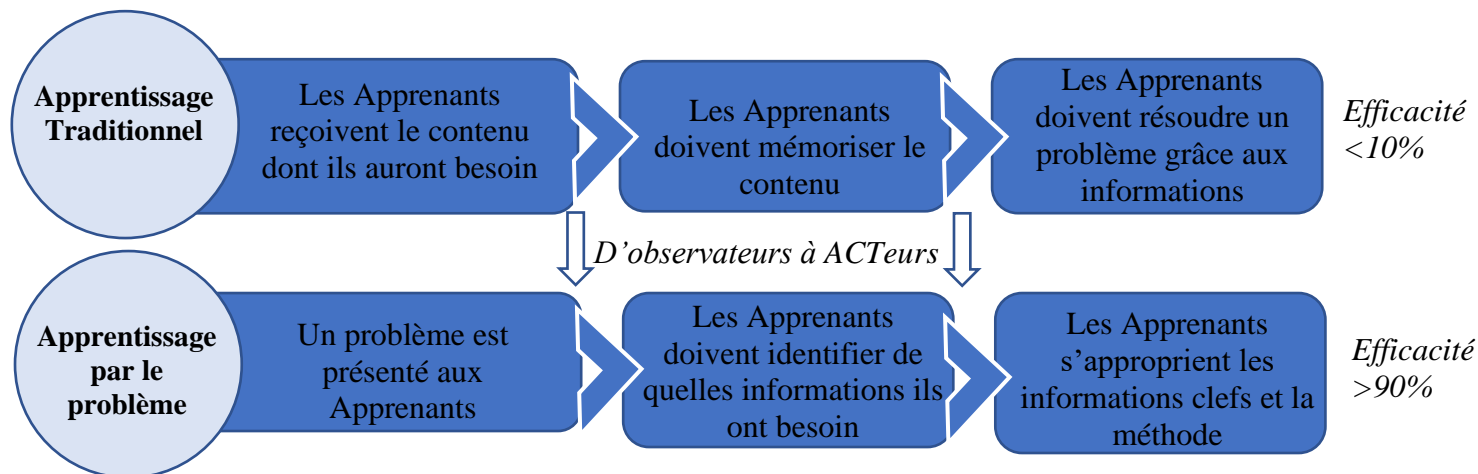 Apprentissage
Traditionnel
Les Apprenants
reçoivent le contenu
dont ils auront besoin
Les Apprenants
doivent mémoriser le
contenu
Les Apprenants
doivent résoudre un
problème grâce aux
informations
Efficacité
<10%
D’observateurs à ACTeurs
Apprentissage
par le
problème
Un problème est
présenté aux
Apprenants
Les Apprenants
doivent identifier de
quelles informations ils
ont besoin
Les Apprenants
s’approprient les
informations clefs et la
méthode
Efficacité
>90%